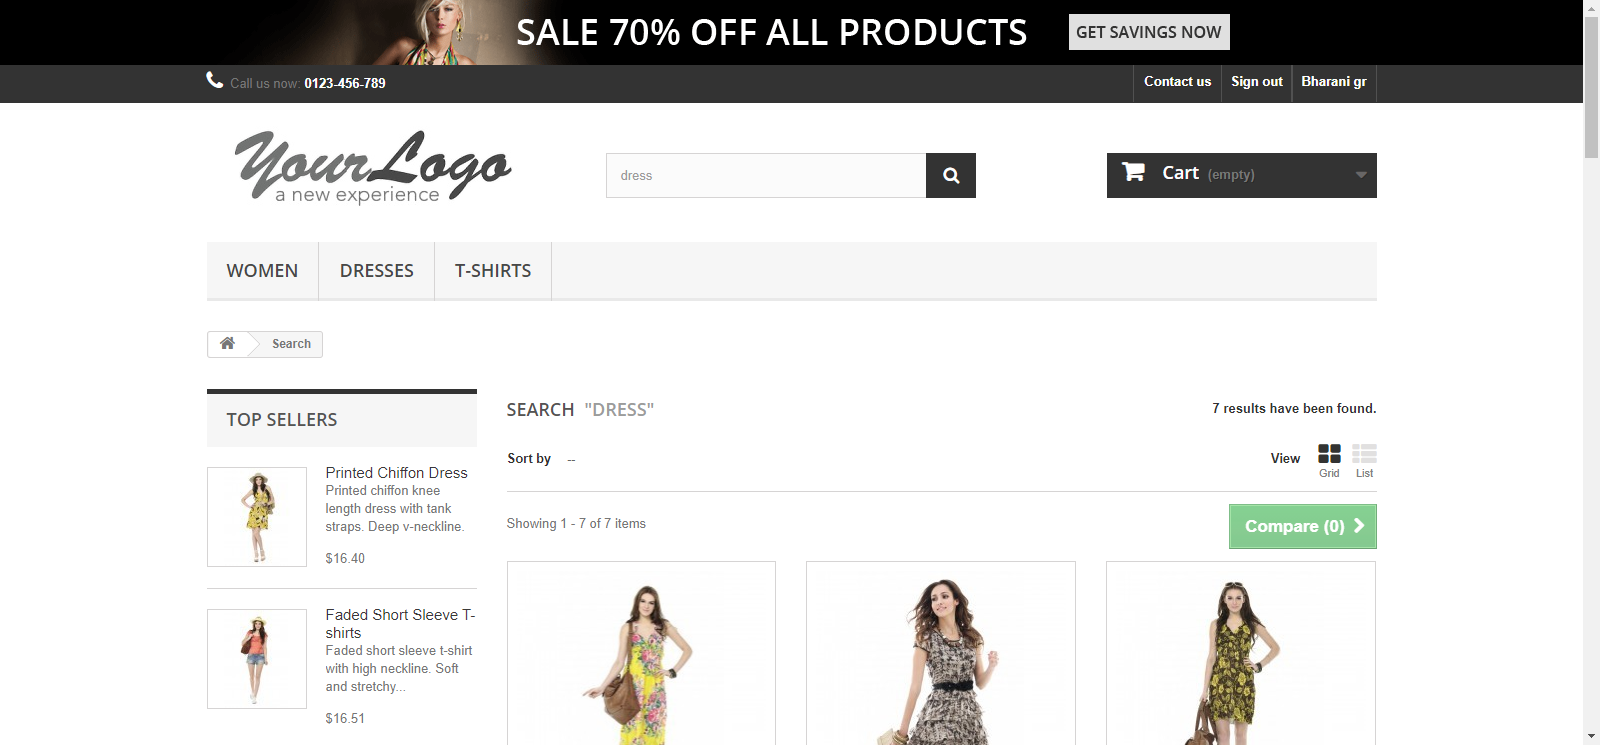 SALE 70% OFF ALL PRODUCTS
GET SAVINGS NOW
Call us now: 0123-456-789
Contact us
Sign out
Bharani gr
YourLogo
a new experience
dress
Cart (empty)
WOMEN
DRESSES
T-SHIRTS
Search
TOP SELLERS
Printed Chiffon Dress
Printed chiffon knee
length dress with tank
straps. Deep v-neckline.
$16.40
Faded Short Sleeve T-
shirts
Faded short sleeve t-shirt
with high neckline. Soft
and stretchy...
$16.51
SEARCH "DRESS"
7 results have been found.
Sort by --
View
Grid
List
Showing 1 - 7 of 7 items
Compare (0)